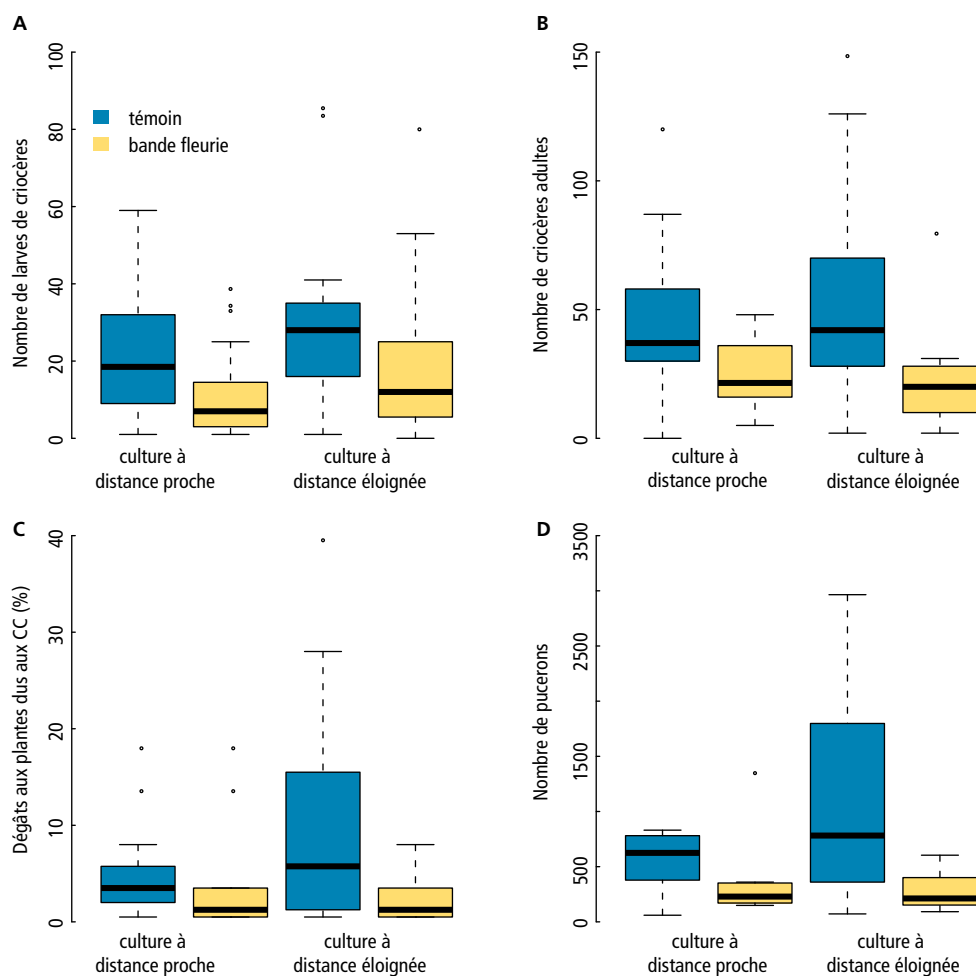 A
Nombre de larves de criocères
100
80
60
40
20
0
témoin
bande fleurie
culture à
distance proche
culture à
distance éloignée
B
Nombre de criocères adultes
150
100
50
0
culture à
distance proche
culture à
distance éloignée
C
Dégâts aux plantes dus aux CC (%)
40
30
20
10
0
culture à
distance proche
culture à
distance éloignée
D
Nombre de pucerons
3500
2500
1500
500
0
culture à
distance proche
culture à
distance éloignée